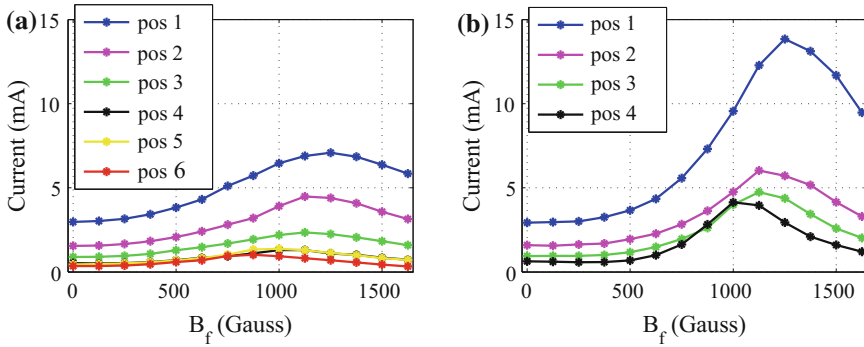 (a)
15
10
5
0
Current (mA)
pos 1
pos 2
pos 3
pos 4
pos 5
pos 6
0 500 1000 1500
B_f (Gauss)
(b)
15
10
5
0
Current (mA)
pos 1
pos 2
pos 3
pos 4
0 500 1000 1500
B_f (Gauss)